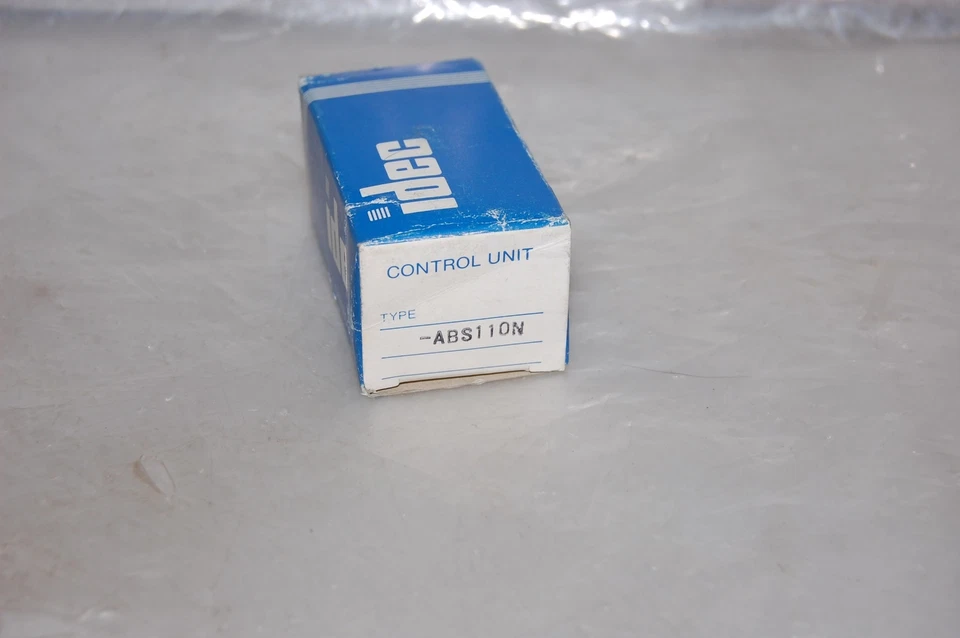 idec
CONTROL UNIT
TYPE
-ABS110N